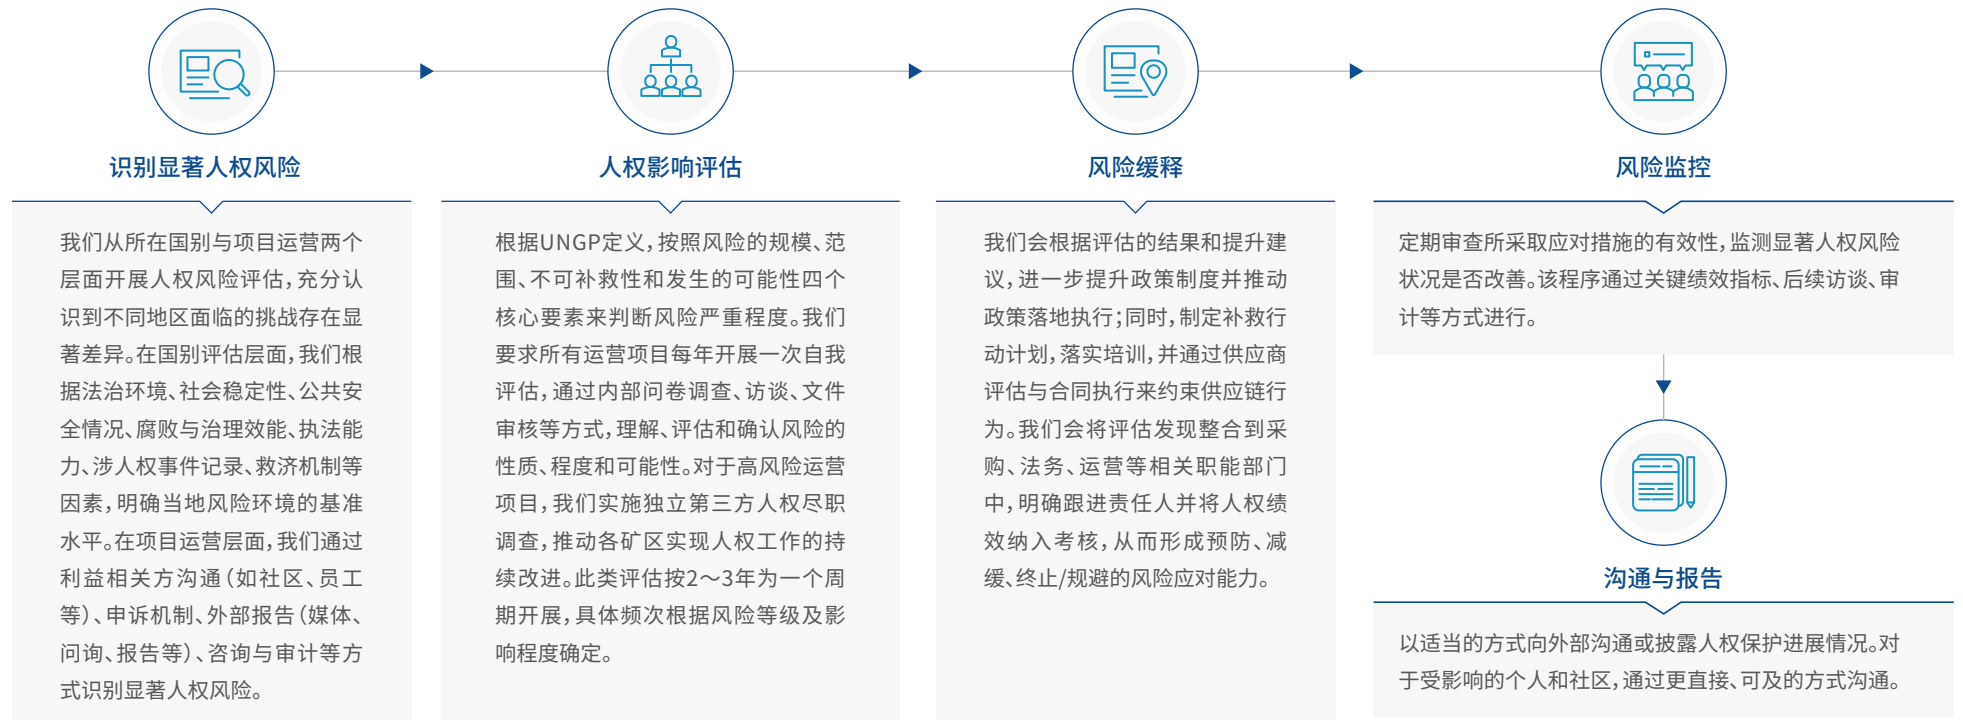 识别显著人权风险
我们从所在国别与项目运营两个
层面开展人权风险评估，充分认
识到不同地区面临的挑战存在显
著差异。在国别评估层面，我们根
据法治环境、社会稳定性、公共安
全情况、腐败与治理效能、执法能
力、涉人权事件记录、救济机制等
因素，明确当地风险环境的基准
水平。在项目运营层面，我们通过
利益相关方沟通（如社区、员工
等）、申诉机制、外部报告（媒体、
问询、报告等）、咨询与审计等方
式识别显著人权风险。
人权影响评估
根据UNGP定义，按照风险的规模、范
围、不可补救性和发生的可能性四个
核心要素来判断风险严重程度。我们
要求所有运营项目每年开展一次自我
评估，通过内部问卷调查、访谈、文件
审核等方式，理解、评估和确认风险的
性质、程度和可能性。对于高风险运营
项目，我们实施独立第三方人权尽职
调查，推动各矿区实现人权工作的持
续改进。此类评估按2～3年为一个周
期开展，具体频次根据风险等级及影
响程度确定。
风险缓释
我们会根据评估的结果和提升建
议，进一步提升政策制度并推动
政策落地执行；同时，制定补救行
动计划，落实培训，并通过供应商
评估与合同执行来约束供应链行
为。我们会将评估发现整合到采
购、法务、运营等相关职能部门
中，明确跟进责任人并将人权绩
效纳入考核，从而形成预防、减
缓、终止/规避的风险应对能力。
风险监控
定期审查所采取应对措施的有效性，监测显著人权风险
状况是否改善。该程序通过关键绩效指标、后续访谈、审
计等方式进行。
沟通与报告
以适当的方式向外部沟通或披露人权保护进展情况。对
于受影响的个人和社区，通过更直接、可及的方式沟通。